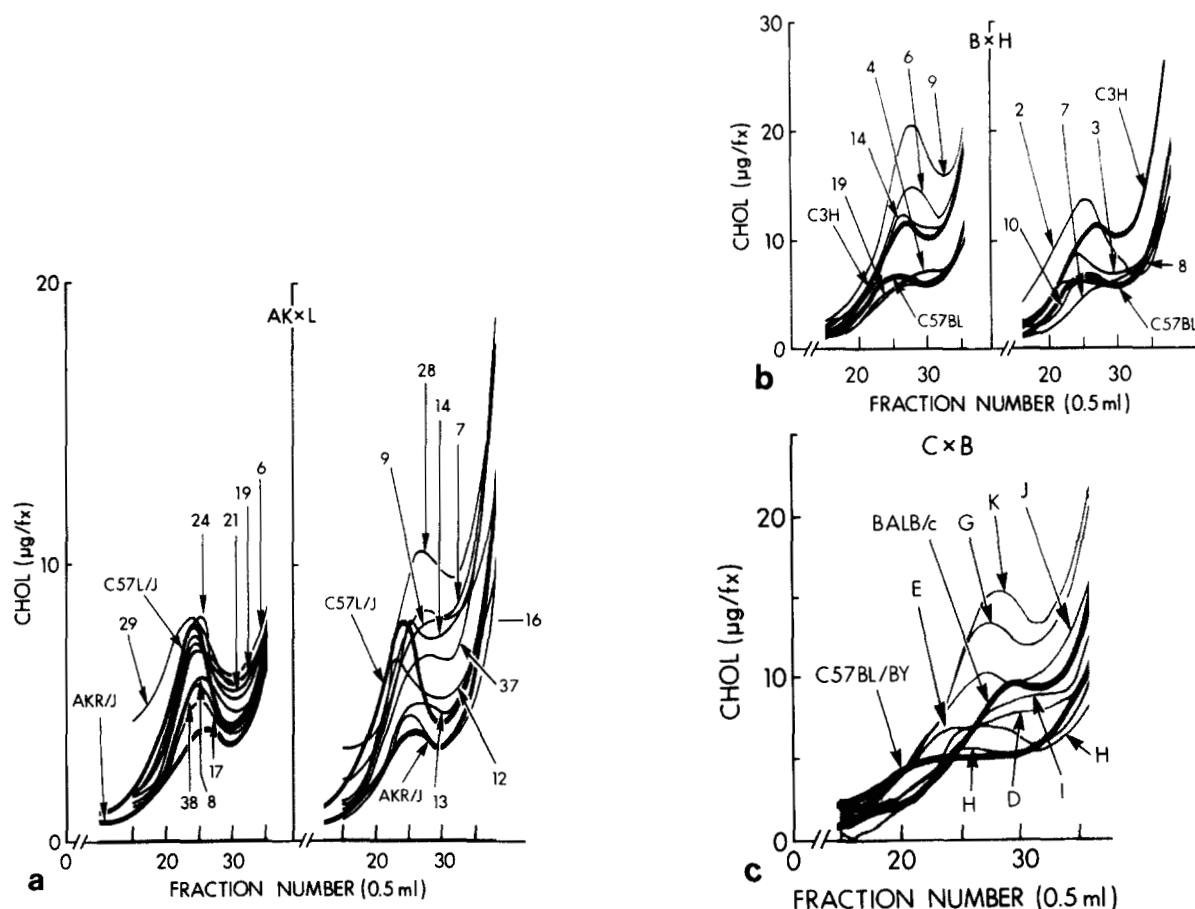 20
AK×L
28
14
7
6
19
9
24
21
CHOL (µg/fx)
10
C57L/J
C57L/J
29
16
37
AKR/J
12
17
38
8
AKR/J
13
0
0
20
30
20
30
a
FRACTION NUMBER (0.5 ml)
30
B×H
6
4
9
C3H
2
7
3
20
14
19
C3H
CHOL (µg/fx)
10
10
8
C57BL
C57BL
0
20
30
20
30
b
FRACTION NUMBER (0.5 ml)
C×B
J
K
20
BALB/c
G
E
CHOL (µg/fx)
C57BL/BY
10
H
H
D
I
0
0
20
30
c
FRACTION NUMBER (0.5 ml)